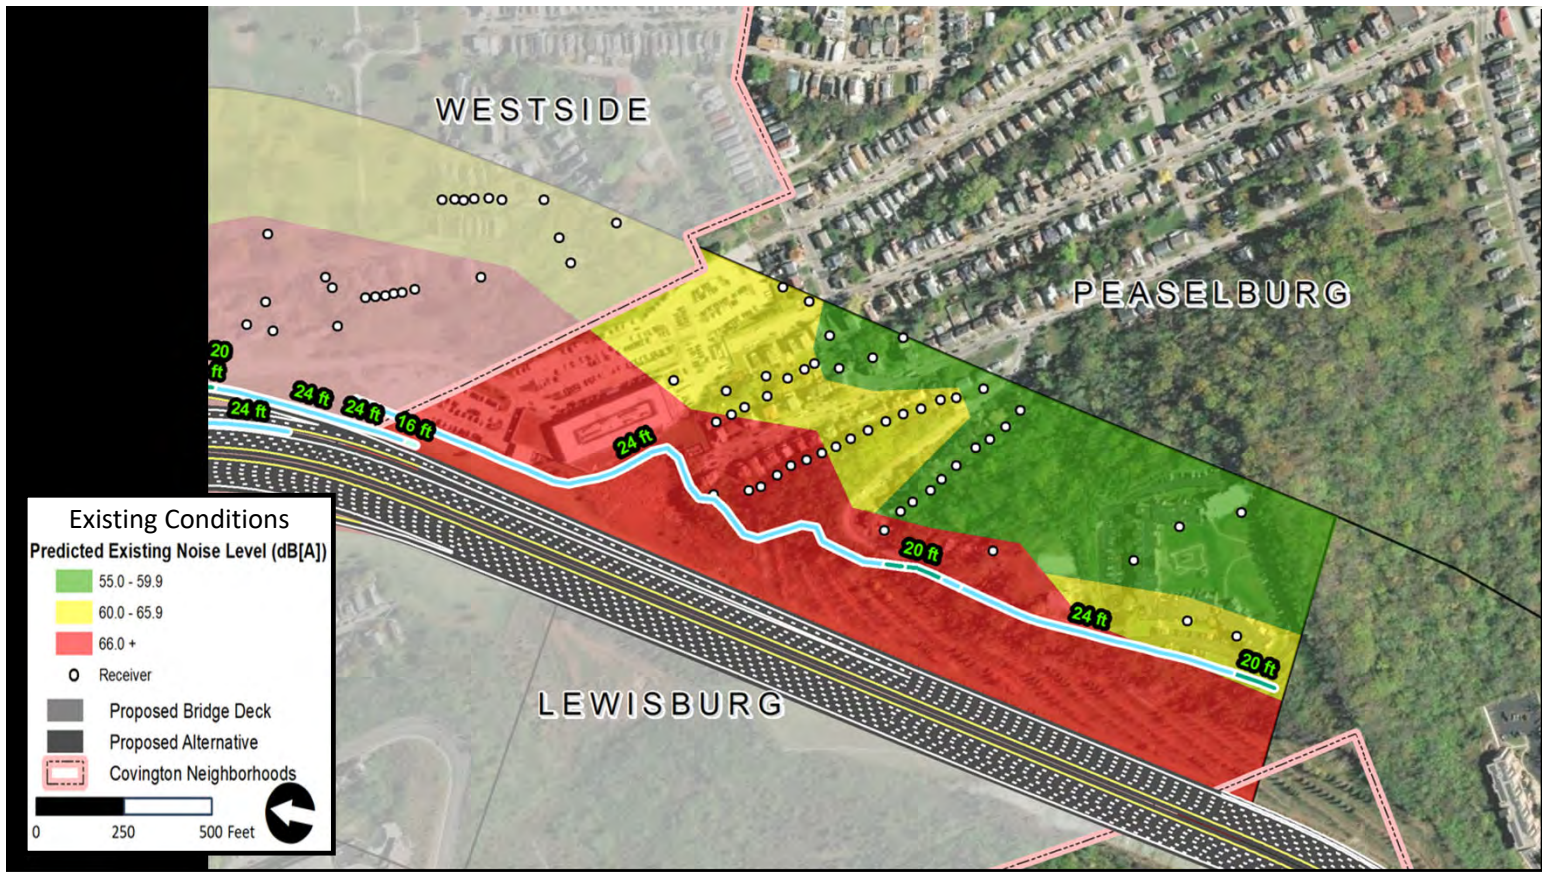 WESTSIDE
PEASELBURG
20
ft
24 ft
24 ft
24 ft
16 ft
24 ft
20 ft
24 ft
20 ft
LEWISBURG
Existing Conditions
Predicted Existing Noise Level (dB[A])
55.0 - 59.9
60.0 - 65.9
66.0 +
Receiver
Proposed Bridge Deck
Proposed Alternative
Covington Neighborhoods
0 250 500 Feet